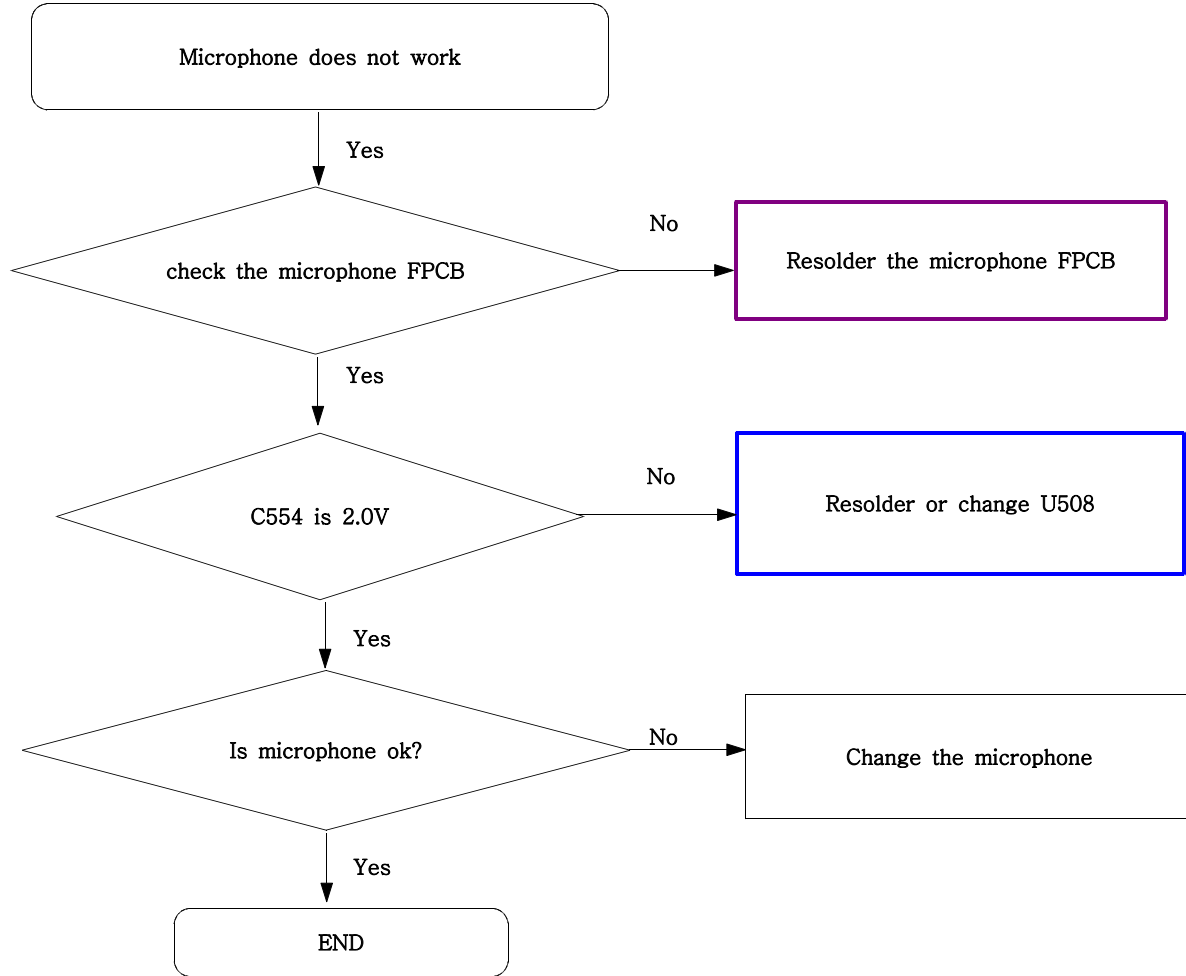 Microphone does not work
Yes
check the microphone FPCB
No
Resolder the microphone FPCB
Yes
C554 is 2.0V
No
Resolder or change U508
Yes
Is microphone ok?
No
Change the microphone
Yes
END